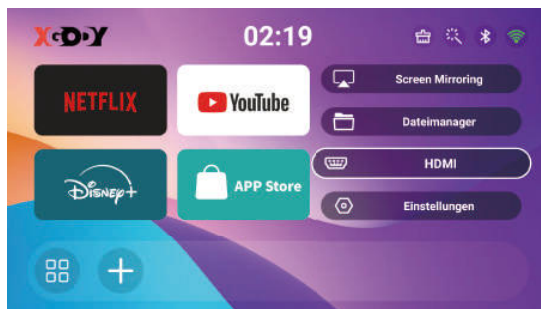 XGODY
02:19
NETFLIX
YouTube
Screen Mirroring
Dateimanager
Disney+
APP Store
HDMI
Einstellungen